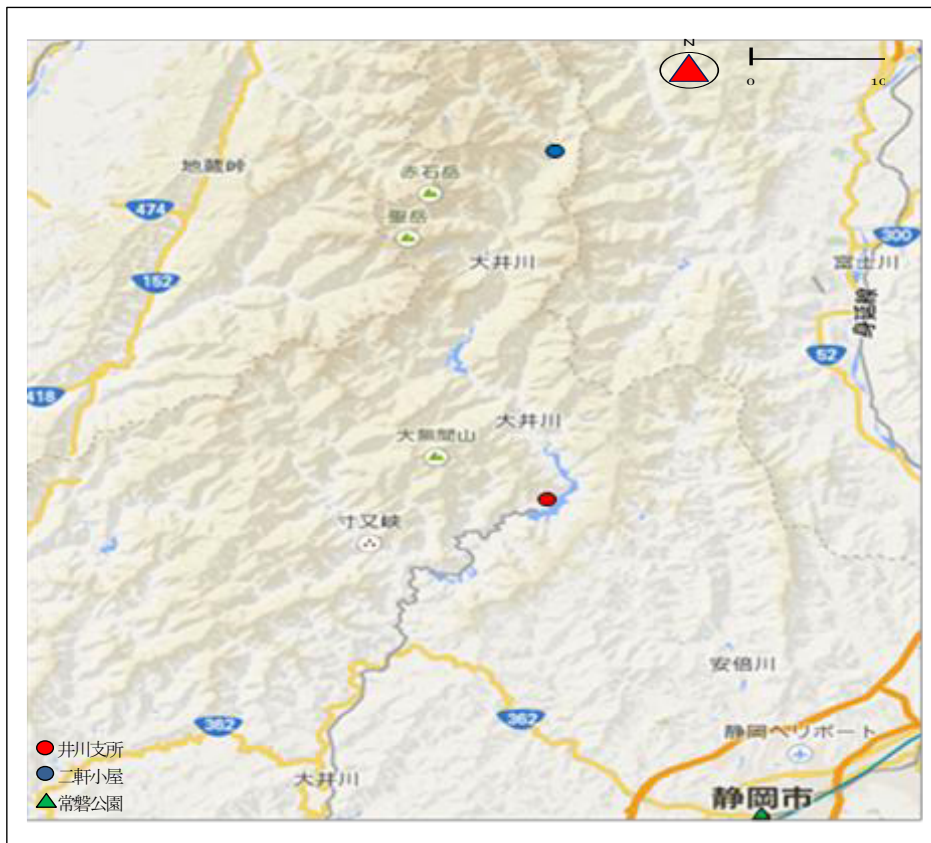 N
0 10
地蔵峠
赤石岳
474
聖岳
300
大井川
富士川
152
身延線
52
418
大井川
大無間山
寸又峡
安倍川
362
362
静岡ヘリポート
井川支所
二軒小屋
大井川
常磐公園
静岡市